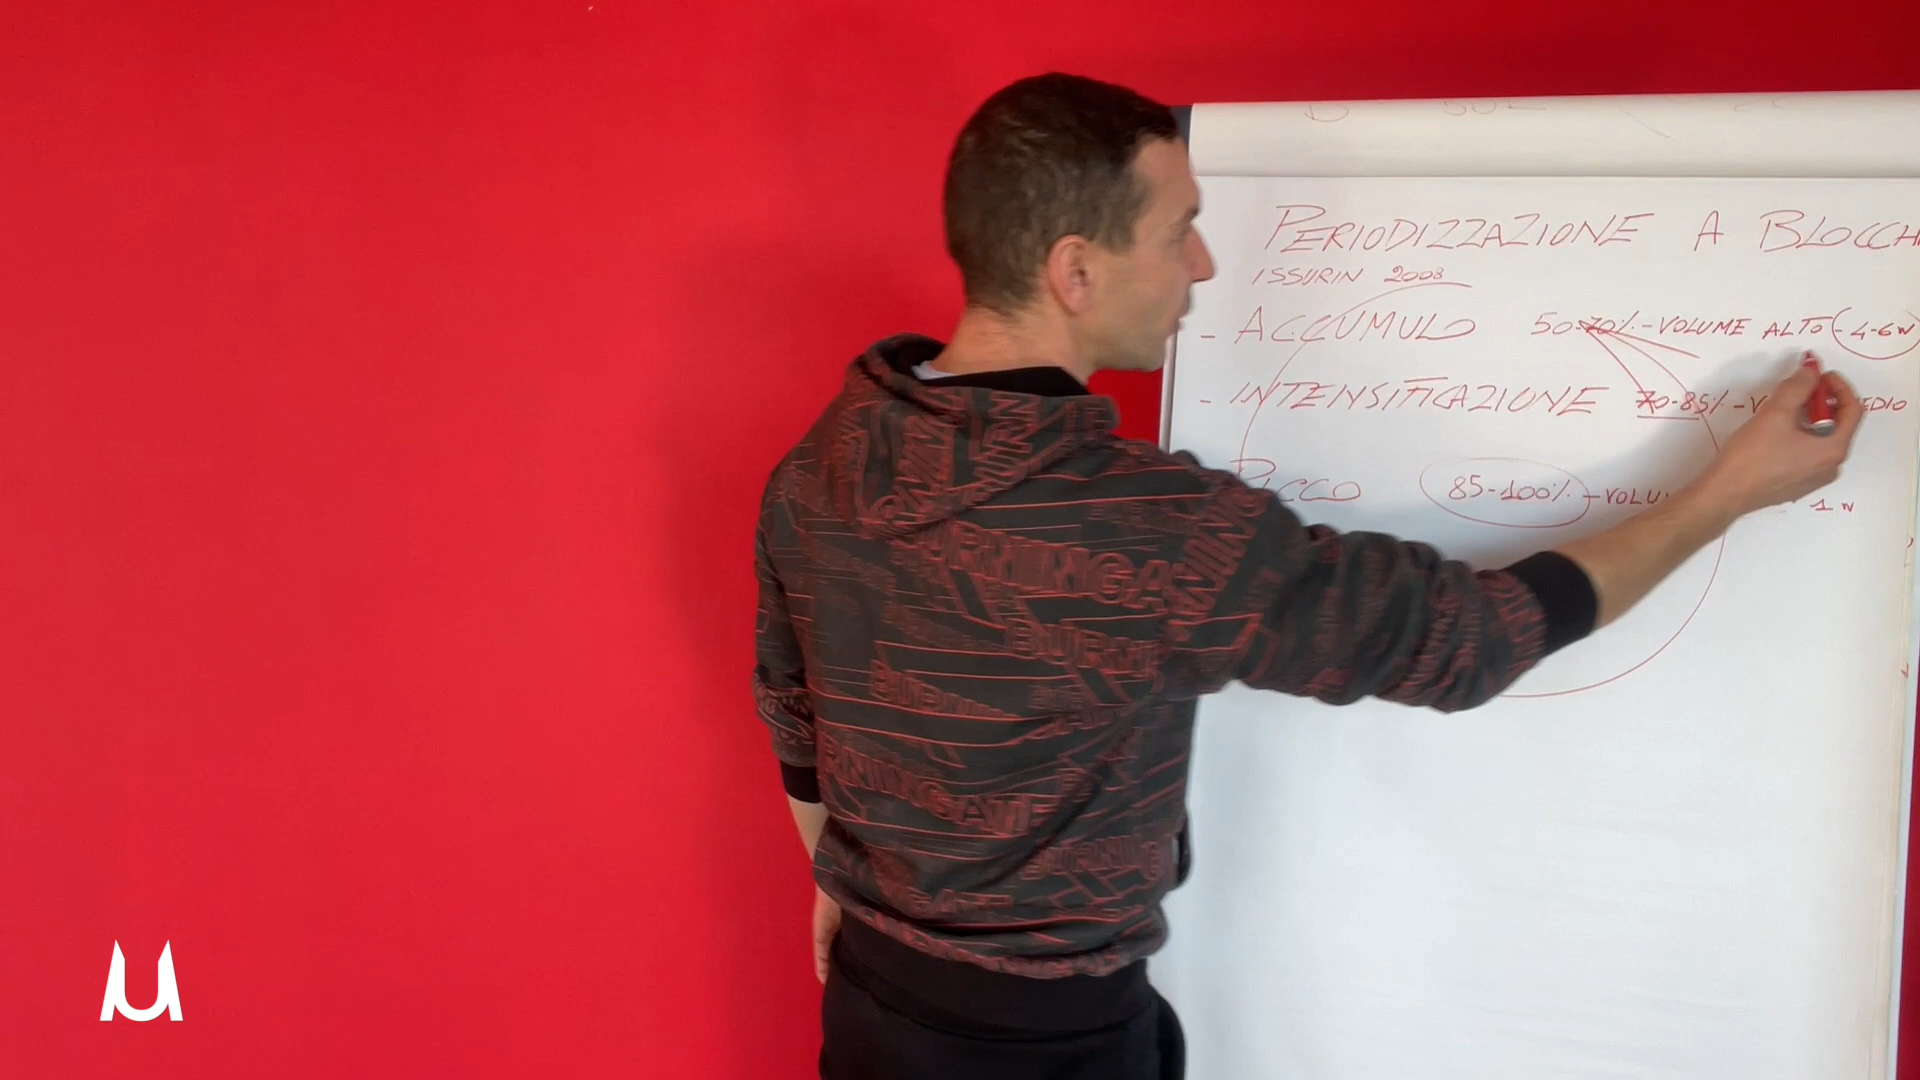 PERIODIZZAZIONE A BLOCCH
ISSURIN 2008
- ACCUMULO 50-70% - VOLUME ALTO - 4-6W
- INTENSIFICAZIONE 70-85% - V EDIO
PICCO 85-100% - VOLU 1 W